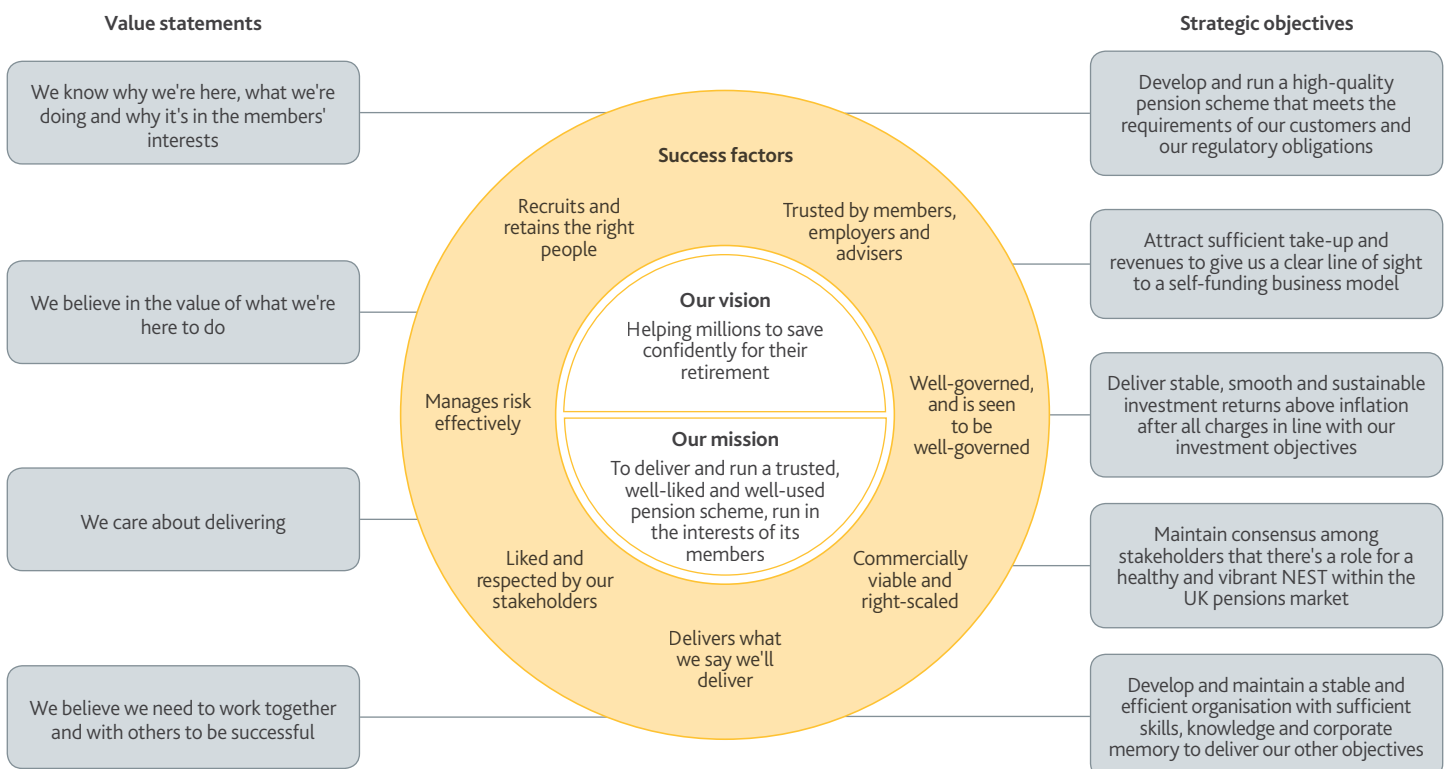 Value statements
We know why we're here, what we're
doing and why it's in the members'
interests
We believe in the value of what we're
here to do
We care about delivering
We believe we need to work together
and with others to be successful
Success factors
Recruits and
retains the right
people
Trusted by members,
employers and
advisers
Manages risk
effectively
Well-governed,
and is seen
to be
well-governed
Liked and
respected by our
stakeholders
Commercially
viable and
right-scaled
Delivers what
we say we'll
deliver
Our vision
Helping millions to save
confidently for their
retirement
Our mission
To deliver and run a trusted,
well-liked and well-used
pension scheme, run in
the interests of its
members
Strategic objectives
Develop and run a high-quality
pension scheme that meets the
requirements of our customers and
our regulatory obligations
Attract sufficient take-up and
revenues to give us a clear line of sight
to a self-funding business model
Deliver stable, smooth and sustainable
investment returns above inflation
after all charges in line with our
investment objectives
Maintain consensus among
stakeholders that there's a role for a
healthy and vibrant NEST within the
UK pensions market
Develop and maintain a stable and
efficient organisation with sufficient
skills, knowledge and corporate
memory to deliver our other objectives